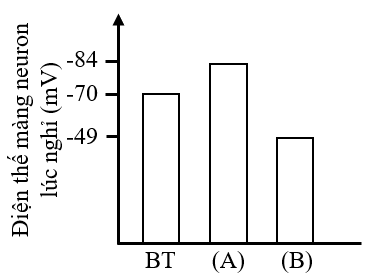 Điện thế màng neuron
lúc nghỉ (mV)
-84
-70
-49
BT (A) (B)